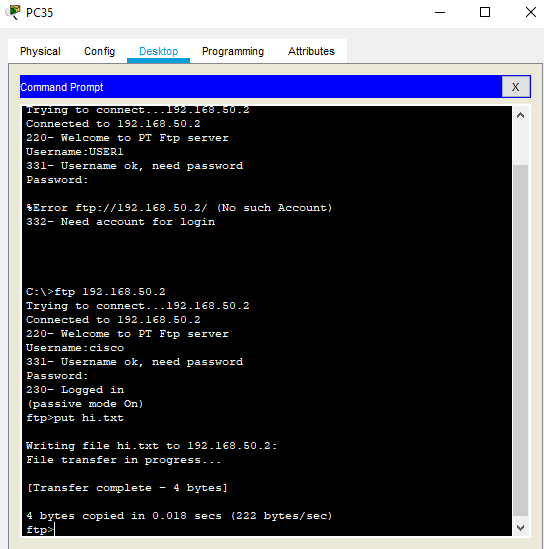 PC35
Physical Config Desktop Programming Attributes
Command Prompt X
Trying to connect...192.168.50.2
Connected to 192.168.50.2
220- Welcome to PT Ftp server
Username:USER1
331- Username ok, need password
Password:
%Error ftp://192.168.50.2/ (No such Account)
332- Need account for login
C:\>ftp 192.168.50.2
Trying to connect...192.168.50.2
Connected to 192.168.50.2
220- Welcome to PT Ftp server
Username:cisco
331- Username ok, need password
Password:
230- Logged in
(passive mode On)
ftp>put hi.txt
Writing file hi.txt to 192.168.50.2:
File transfer in progress...
[Transfer complete - 4 bytes]
4 bytes copied in 0.018 secs (222 bytes/sec)
ftp>